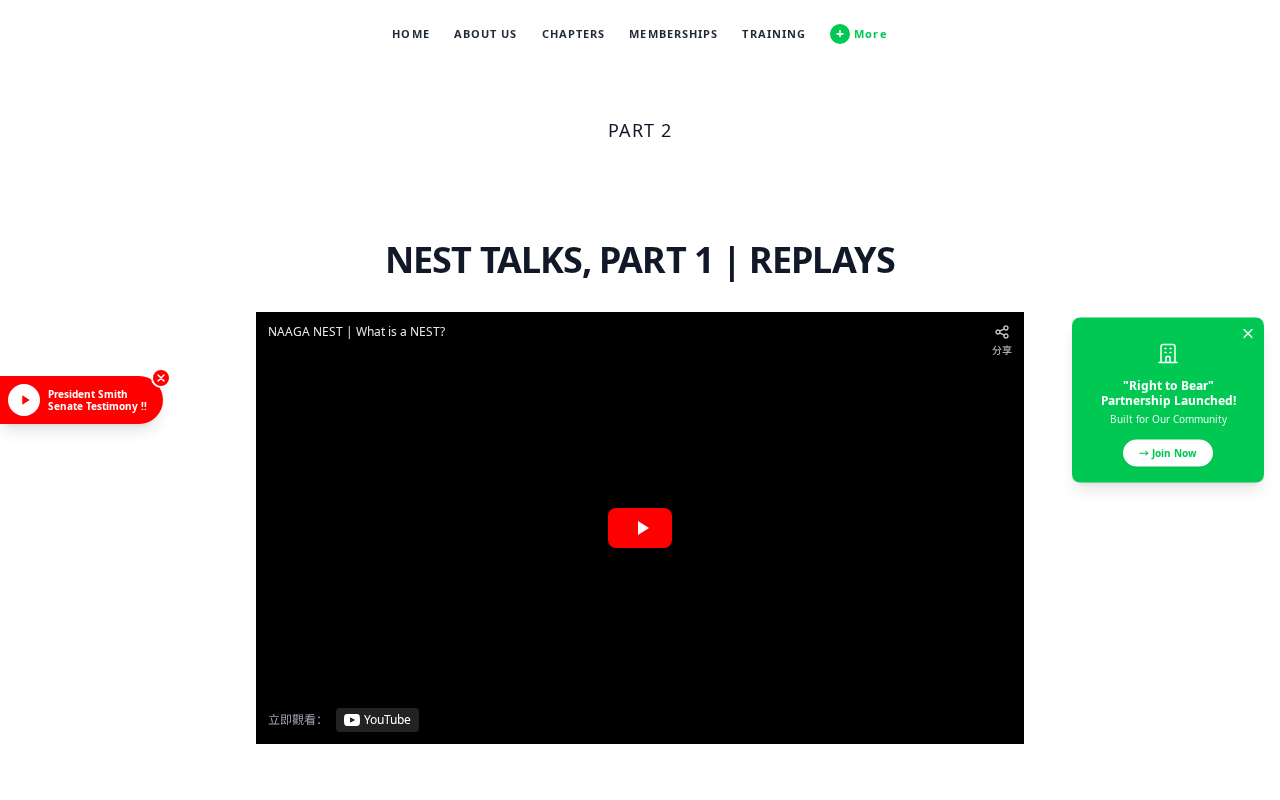 HOME ABOUT US CHAPTERS MEMBERSHIPS TRAINING + More
PART 2
NEST TALKS, PART 1 | REPLAYS
NAAGA NEST | What is a NEST?
分享
President Smith
Senate Testimony !!
"Right to Bear"
Partnership Launched!
Built for Our Community
→ Join Now
立即觀看：
YouTube